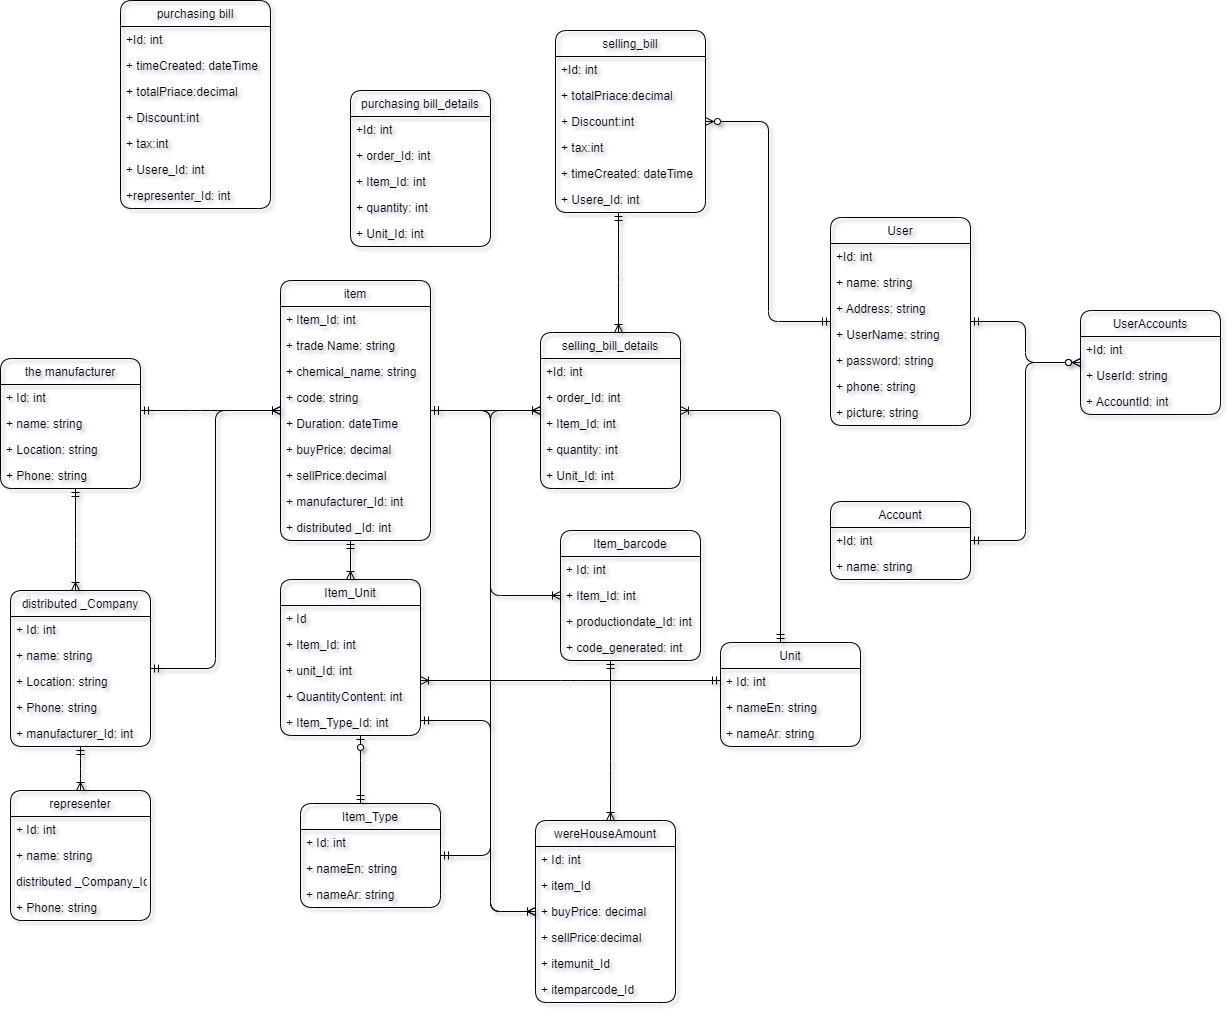 purchasing bill
+Id: int
+ timeCreated: dateTime
+ totalPriace:decimal
+ Discount:int
+ tax:int
+ Usere_Id: int
+representer_Id: int
purchasing bill_details
+Id: int
+ order_Id: int
+ Item_Id: int
+ quantity: int
+ Unit_Id: int
selling_bill
+Id: int
+ totalPriace:decimal
+ Discount:int
+ tax:int
+ timeCreated: dateTime
+ Usere_Id: int
User
+Id: int
+ name: string
+ Address: string
+ UserName: string
+ password: string
+ phone: string
+ picture: string
UserAccounts
+Id: int
+ UserId: string
+ AccountId: int
item
+ Item_Id: int
+ trade Name: string
+ chemical_name: string
+ code: string
+ Duration: dateTime
+ buyPrice: decimal
+ sellPrice:decimal
+ manufacturer_Id: int
+ distributed _Id: int
selling_bill_details
+Id: int
+ order_Id: int
+ Item_Id: int
+ quantity: int
+ Unit_Id: int
the manufacturer
+ Id: int
+ name: string
+ Location: string
+ Phone: string
Account
+Id: int
+ name: string
Item_barcode
+ Id: int
+ Item_Id: int
+ productiondate_Id: int
+ code_generated: int
distributed _Company
+ Id: int
+ name: string
+ Location: string
+ Phone: string
+ manufacturer_Id: int
Item_Unit
+ Id
+ Item_Id: int
+ unit_Id: int
+ QuantityContent: int
+ Item_Type_Id: int
Unit
+ Id: int
+ nameEn: string
+ nameAr: string
representer
+ Id: int
+ name: string
distributed _Company_Id
+ Phone: string
Item_Type
+ Id: int
+ nameEn: string
+ nameAr: string
wereHouseAmount
+ Id: int
+ item_Id
+ buyPrice: decimal
+ sellPrice:decimal
+ itemunit_Id
+ itemparcode_Id